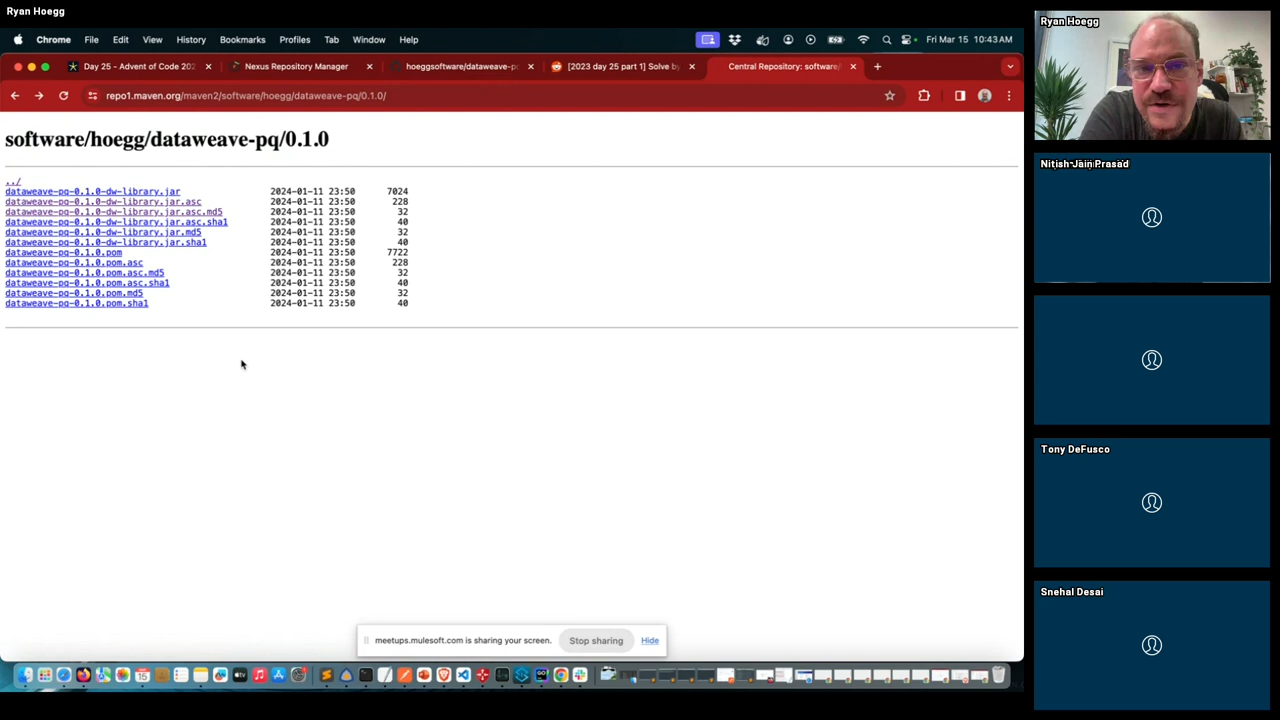 Ryan Hoegg
Chrome File Edit View History Bookmarks Profiles Tab Window Help Fri Mar 15 10:43 AM
Day 25 - Advent of Code 202 Nexus Repository Manager hoeggsoftware/dataweave-pq [2023 day 25 part 1] Solve by Central Repository: software/
repo1.maven.org/maven2/software/hoegg/dataweave-pq/0.1.0/
software/hoegg/dataweave-pq/0.1.0
../
dataweave-pq-0.1.0-dw-library.jar 2024-01-11 23:50 7024
dataweave-pq-0.1.0-dw-library.jar.asc 2024-01-11 23:50 228
dataweave-pq-0.1.0-dw-library.jar.asc.md5 2024-01-11 23:50 32
dataweave-pq-0.1.0-dw-library.jar.asc.sha1 2024-01-11 23:50 40
dataweave-pq-0.1.0-dw-library.jar.md5 2024-01-11 23:50 32
dataweave-pq-0.1.0-dw-library.jar.sha1 2024-01-11 23:50 40
dataweave-pq-0.1.0.pom 2024-01-11 23:50 7722
dataweave-pq-0.1.0.pom.asc 2024-01-11 23:50 228
dataweave-pq-0.1.0.pom.asc.md5 2024-01-11 23:50 32
dataweave-pq-0.1.0.pom.asc.sha1 2024-01-11 23:50 40
dataweave-pq-0.1.0.pom.md5 2024-01-11 23:50 32
dataweave-pq-0.1.0.pom.sha1 2024-01-11 23:50 40
meetups.mulesoft.com is sharing your screen. Stop sharing Hide
Ryan Hoegg
Tony DeFusco
Snehal Desai